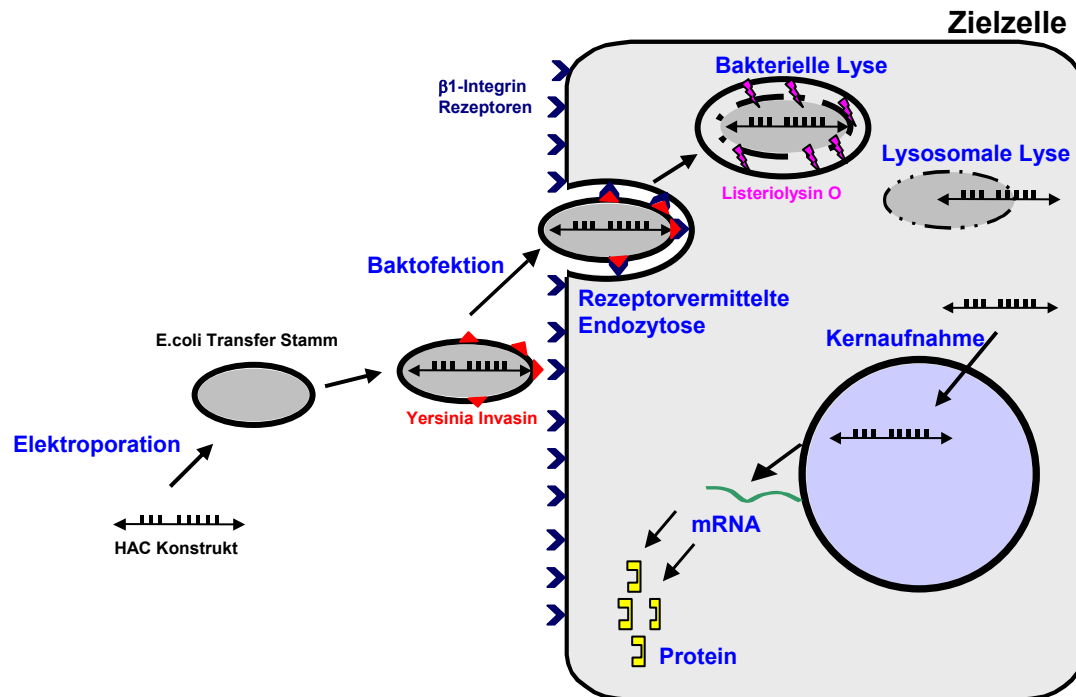 Zielzelle
β1-Integrin
Rezeptoren
Bakterielle Lyse
Lysosomale Lyse
Listeriolysin O
Baktofektion
Rezeptorvermittelte
Endozytose
E.coli Transfer Stamm
Kernaufnahme
Yersinia Invasin
Elektroporation
mRNA
HAC Konstrukt
Protein